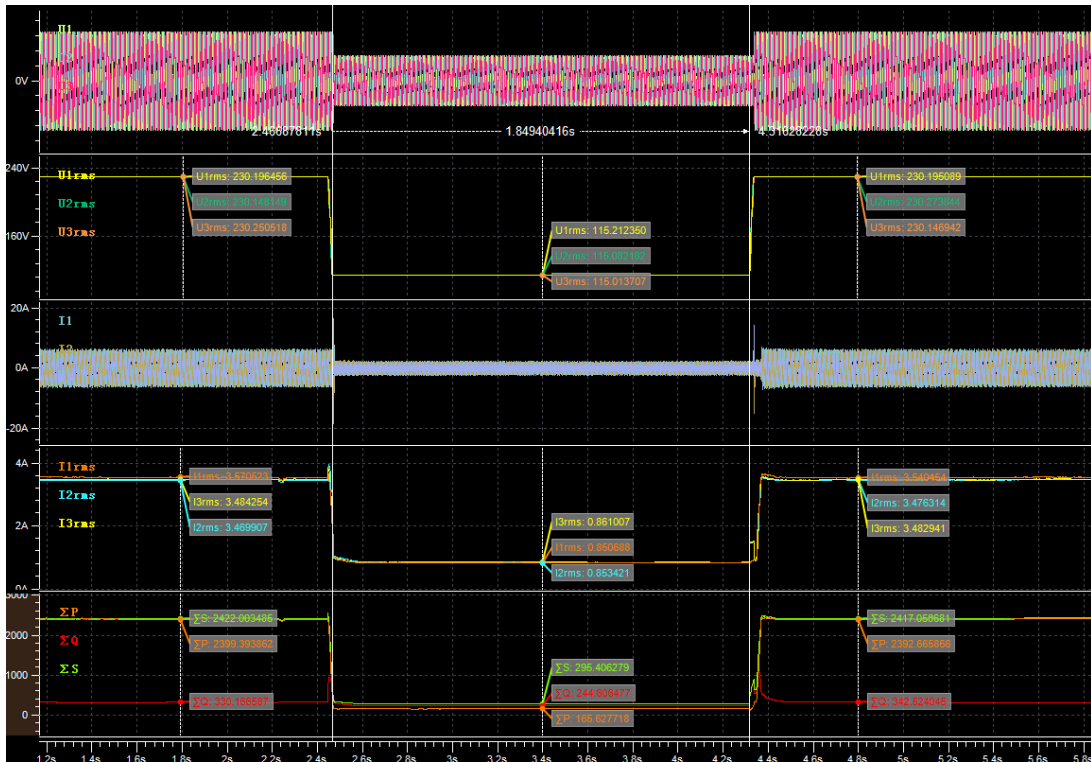 U1
0V
2.46687811s
1.84940416s
4.31628228s
240V
U1rms
U2rms
U3rms
160V
U1rms: 230.196456
U2rms: 230.148149
U3rms: 230.250518
U1rms: 115.212350
U2rms: 115.082182
U3rms: 115.013707
U1rms: 230.195089
U2rms: 230.273644
U3rms: 230.146942
20A
I1
I2
0A
-20A
4A
I1rms
I2rms
I3rms
2A
0A
I1rms: 3.570623
I3rms: 3.484254
I2rms: 3.469907
I3rms: 0.861007
I1rms: 0.850688
I2rms: 0.853421
I1rms: 3.540454
I2rms: 3.476314
I3rms: 3.482941
3000
ΣP
ΣQ
ΣS
2000
1000
0
ΣS: 2422.003485
ΣP: 2399.393862
ΣQ: 330.166587
ΣS: 295.406279
ΣQ: 244.608477
ΣP: 165.627718
ΣS: 2417.058681
ΣP: 2392.665866
ΣQ: 342.524045
1.2s 1.4s 1.6s 1.8s 2s 2.2s 2.4s 2.6s 2.8s 3s 3.2s 3.4s 3.6s 3.8s 4s 4.2s 4.4s 4.6s 4.8s 5s 5.2s 5.4s 5.6s 5.8s